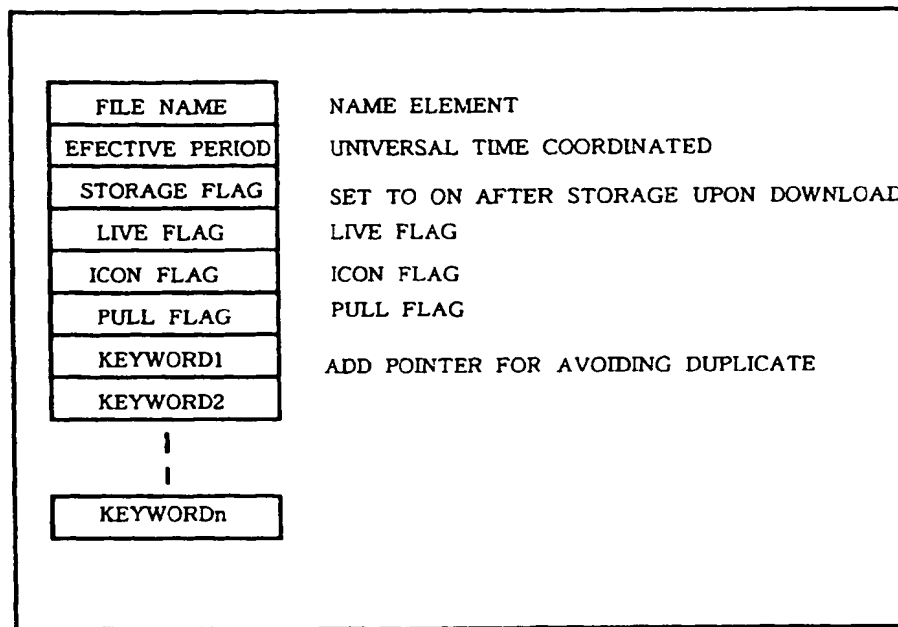 FILE NAME NAME ELEMENT
EFECTIVE PERIOD UNIVERSAL TIME COORDINATED
STORAGE FLAG SET TO ON AFTER STORAGE UPON DOWNLOAD
LIVE FLAG LIVE FLAG
ICON FLAG ICON FLAG
PULL FLAG PULL FLAG
KEYWORD1 ADD POINTER FOR AVOIDING DUPLICATE
KEYWORD2
KEYWORDn